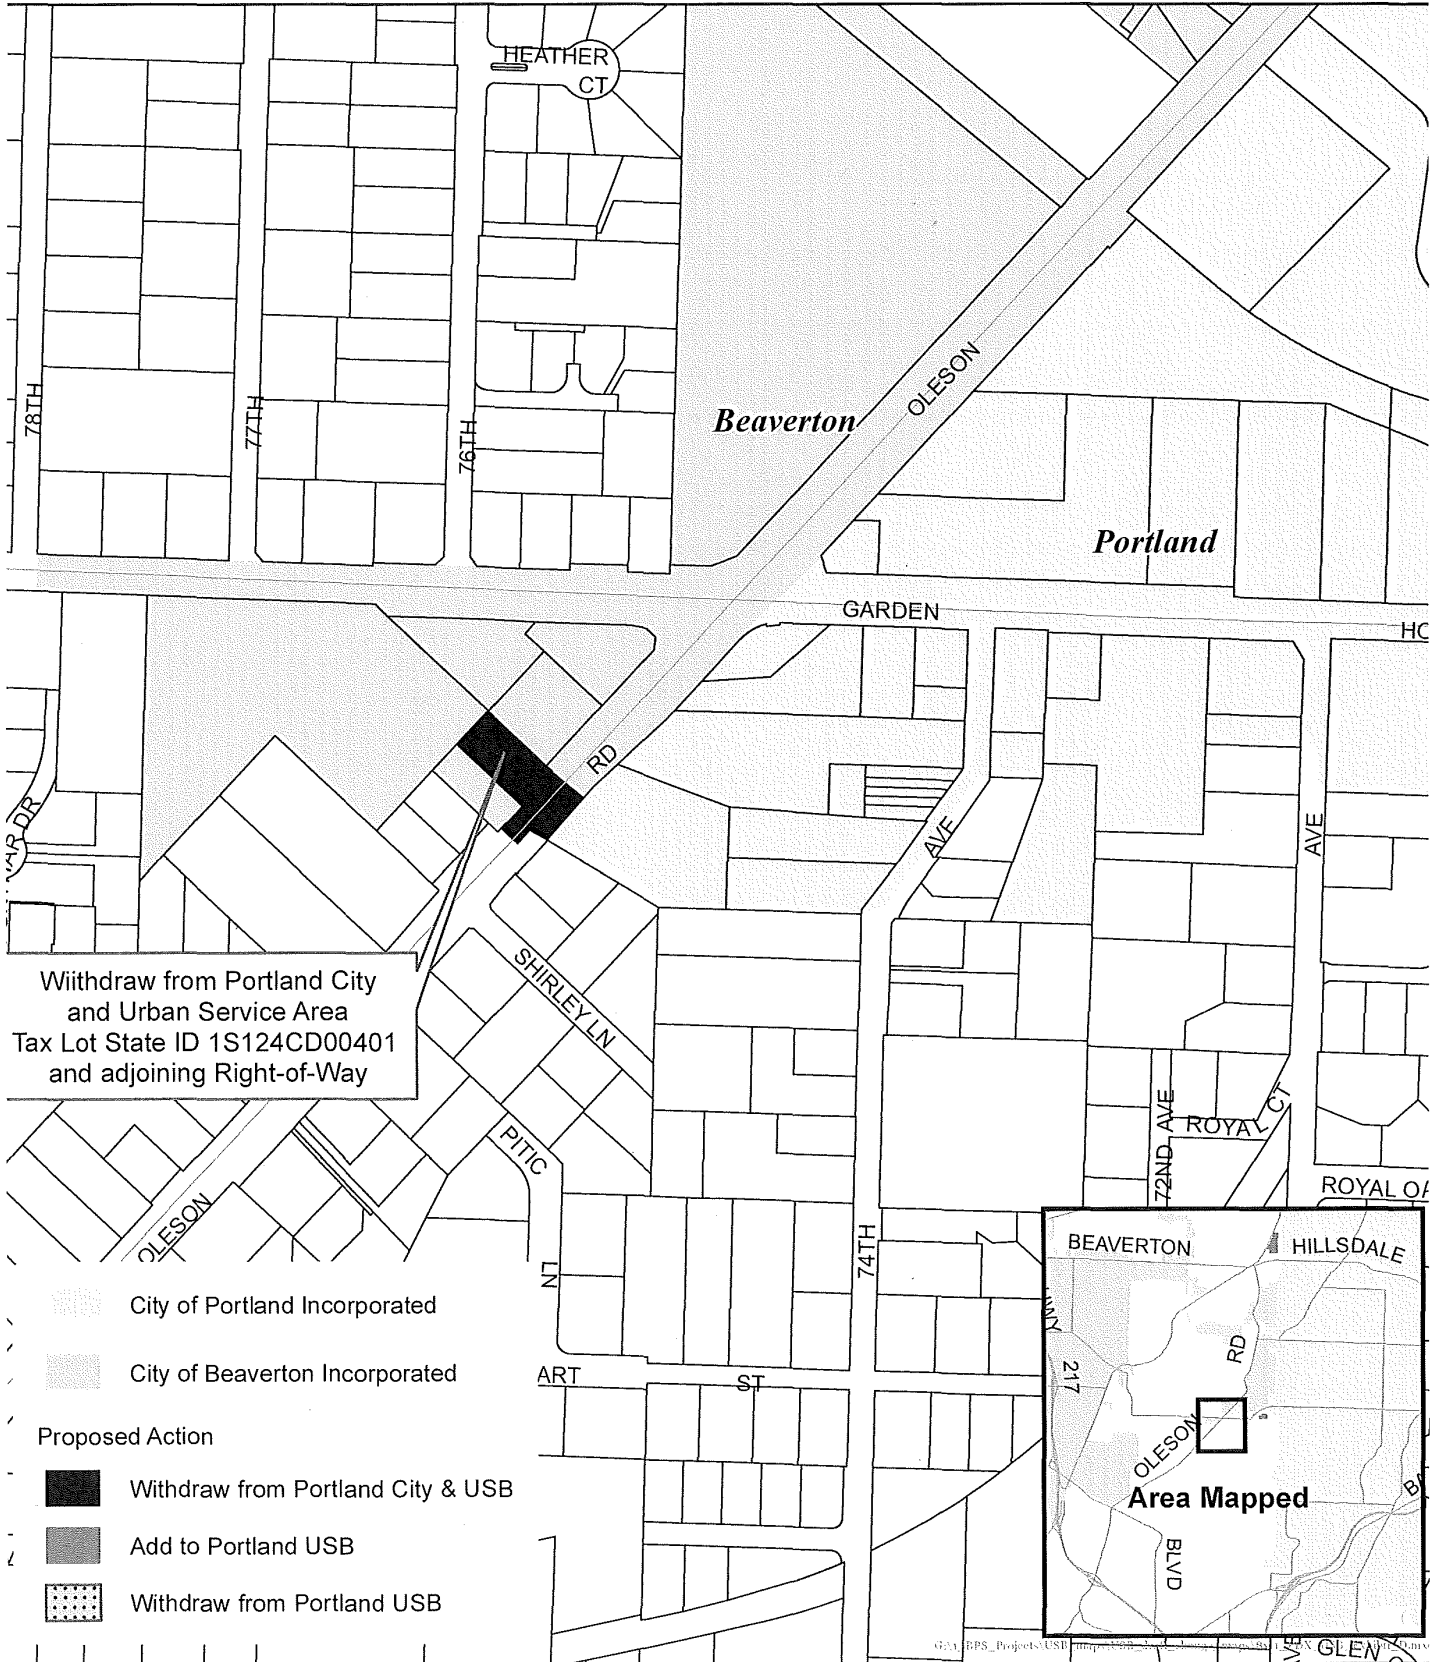 HEATHER
CT
78TH
77TH
76TH
OLESON
Beaverton
Portland
GARDEN
HO
RD
AVE
AVE
DR
Wiithdraw from Portland City
and Urban Service Area
Tax Lot State ID 1S124CD00401
and adjoining Right-of-Way
SHIRLEY LN
PITIC
LN
OLESON
74TH
72ND AVE
ROYAL CT
ROYAL OA
ART
ST
City of Portland Incorporated
City of Beaverton Incorporated
Proposed Action
Withdraw from Portland City & USB
Add to Portland USB
Withdraw from Portland USB
BEAVERTON
HILLSDALE
HWY
217
RD
OLESON
Area Mapped
BLVD
BA
GLEN